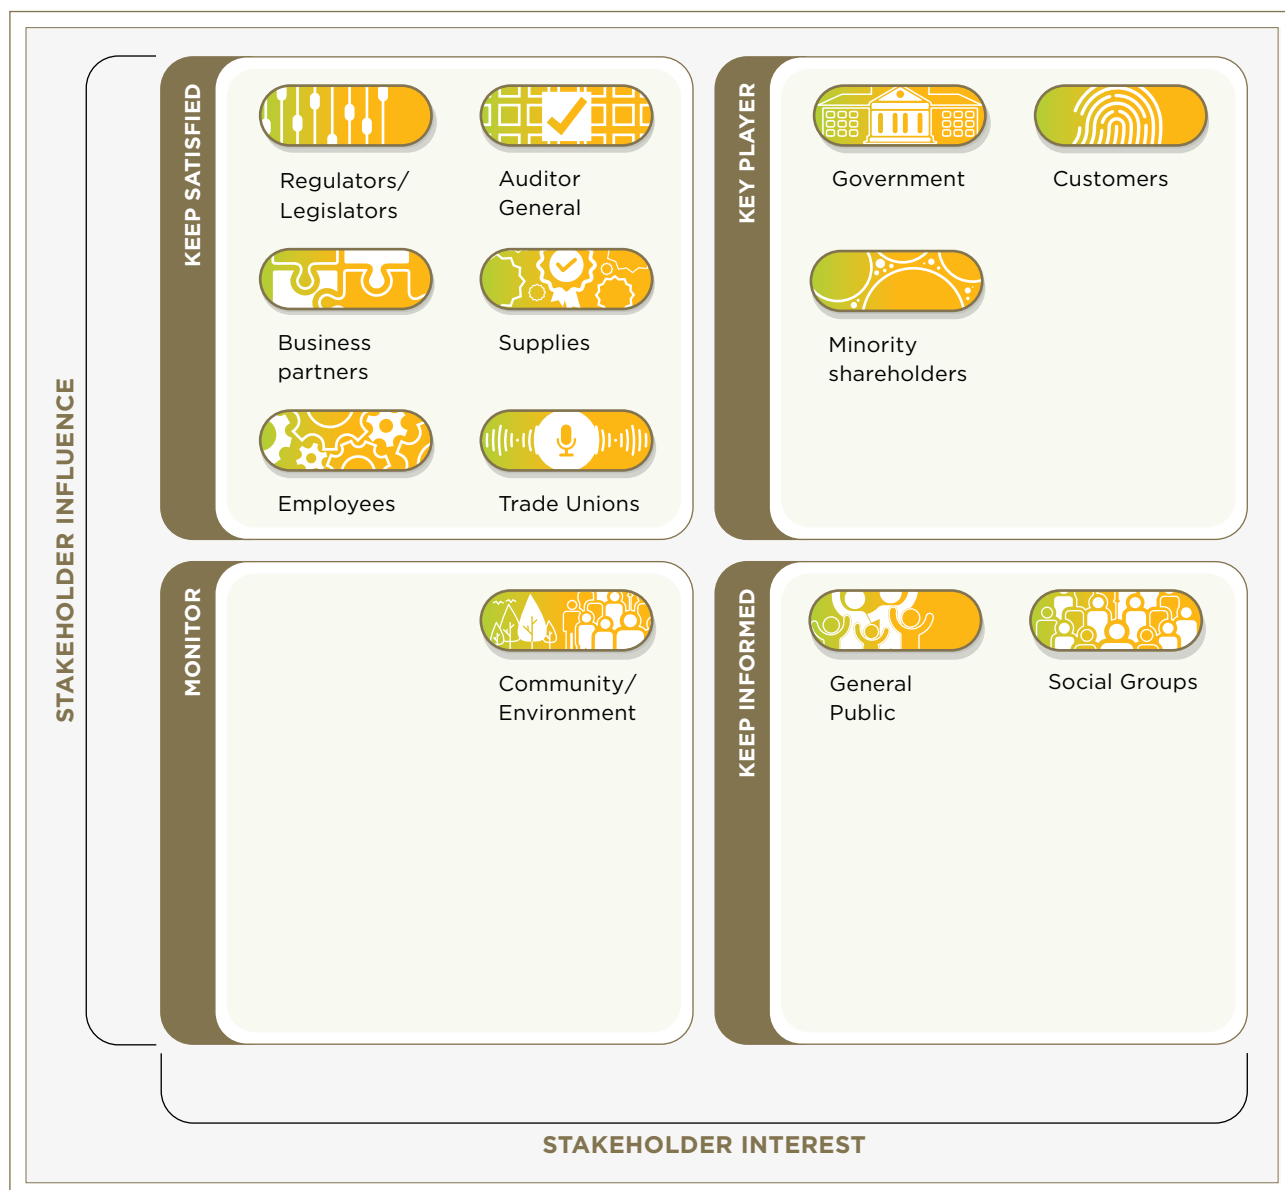 STAKEHOLDER INFLUENCE
KEEP SATISFIED
Regulators/
Legislators
Auditor
General
Business
partners
Supplies
Employees
Trade Unions
KEY PLAYER
Government
Customers
Minority
shareholders
MONITOR
Community/
Environment
KEEP INFORMED
General
Public
Social Groups
STAKEHOLDER INTEREST